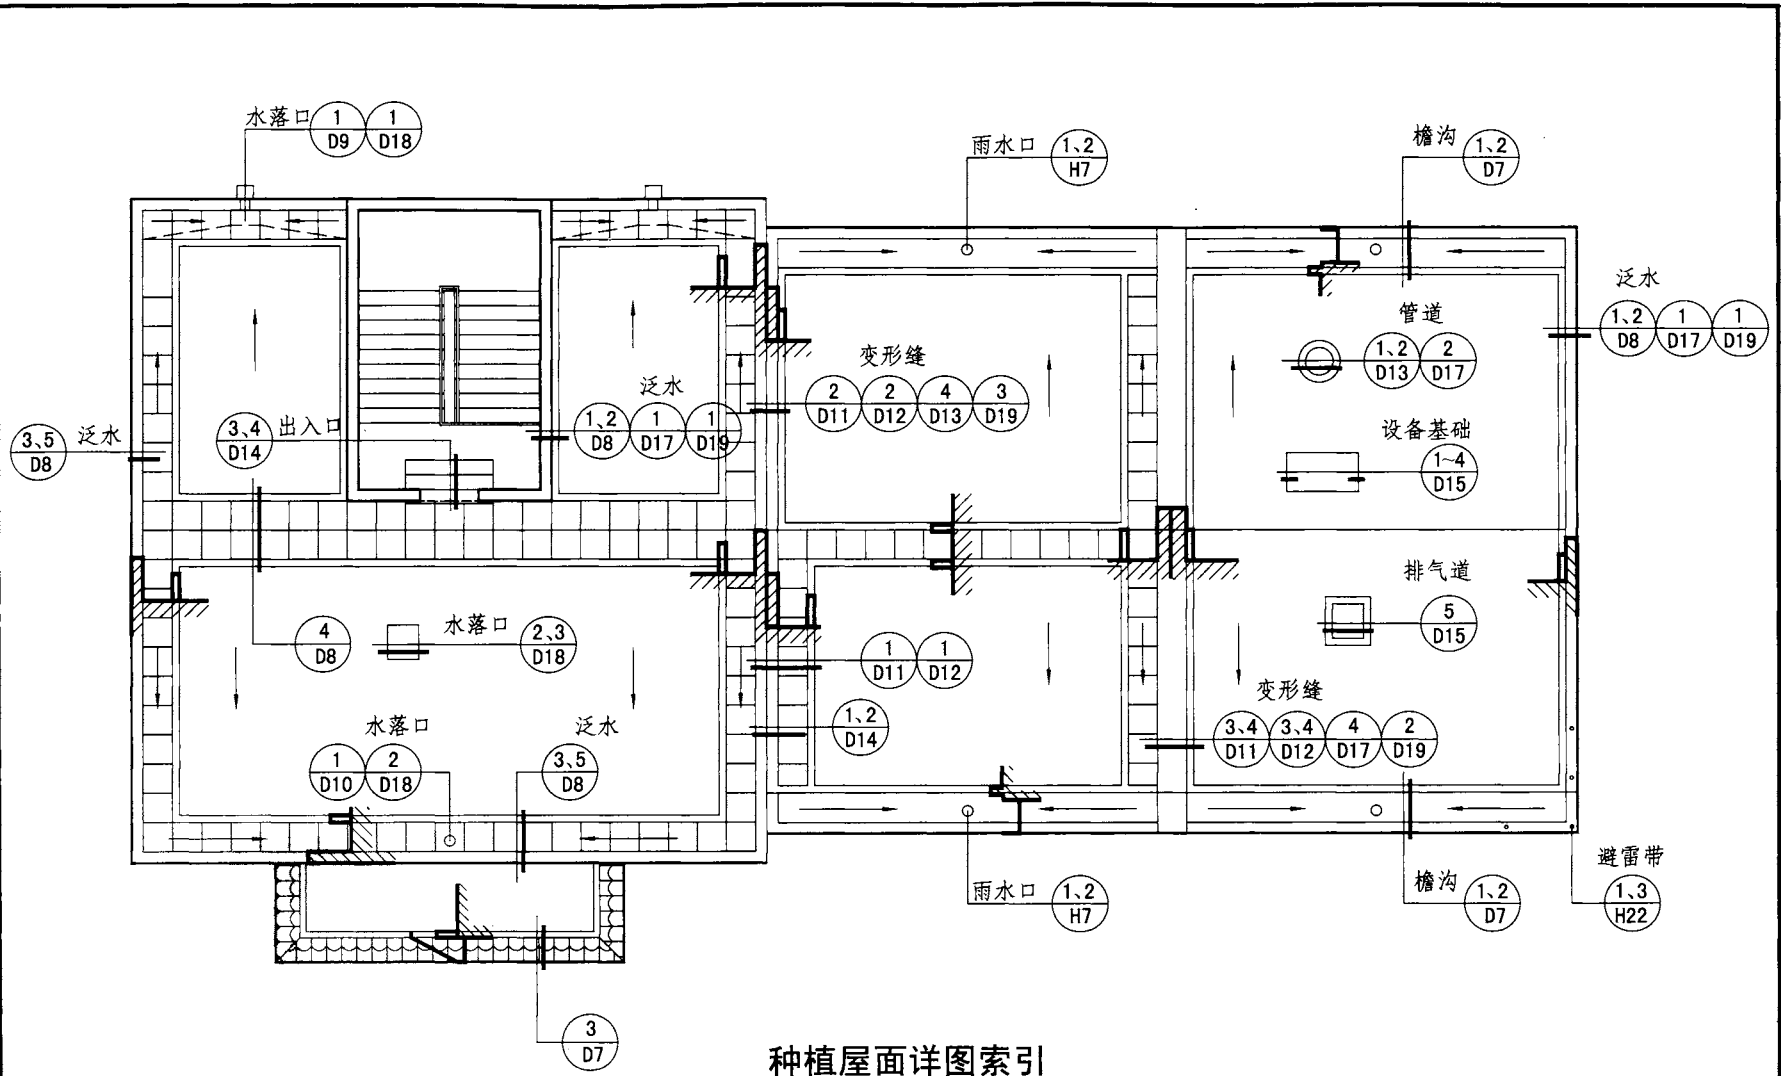 水落口 1 1
D9 D18
雨水口 1、2
H7
檐沟 1、2
D7
泛水
1、2 1 1
D8 D17 D19
管道
1、2 2
D13 D17
变形缝
2 2 4 3
D11 D12 D13 D19
泛水
1、2 1 1
D8 D17 D19
3、4 出入口
D14
3、5 泛水
D8
设备基础
1~4
D15
排气道
5
D15
4
D8
水落口 2、3
D18
1 1
D11 D12
变形缝
3、4 3、4 4 2
D11 D12 D17 D19
1、2
D14
水落口
1 2
D10 D18
泛水
3、5
D8
雨水口 1、2
H7
檐沟 1、2
D7
避雷带
1、3
H22
3
D7
种植屋面详图索引